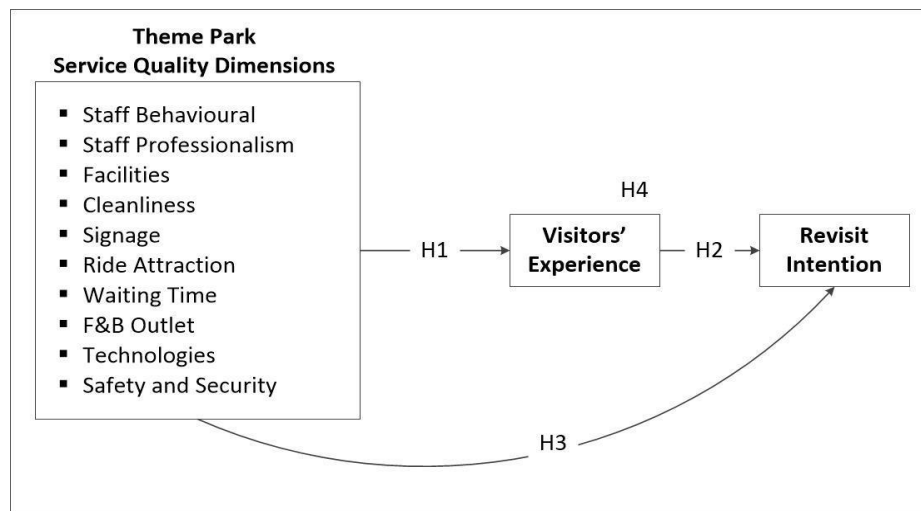 Theme Park
Service Quality Dimensions
▪ Staff Behavioural
▪ Staff Professionalism
▪ Facilities
▪ Cleanliness
▪ Signage
▪ Ride Attraction
▪ Waiting Time
▪ F&B Outlet
▪ Technologies
▪ Safety and Security
H1
H4
Visitors’
Experience
H2
Revisit
Intention
H3